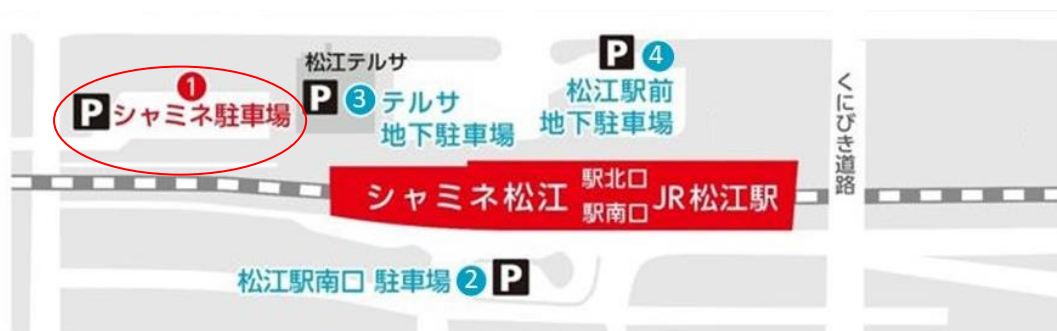 松江テルサ
P 4
1
P シャミネ駐車場
P 3 テルサ
地下駐車場
松江駅前
地下駐車場
くにびき道路
シャミネ松江
駅北口
駅南口
JR松江駅
松江駅南口 駐車場 2 P